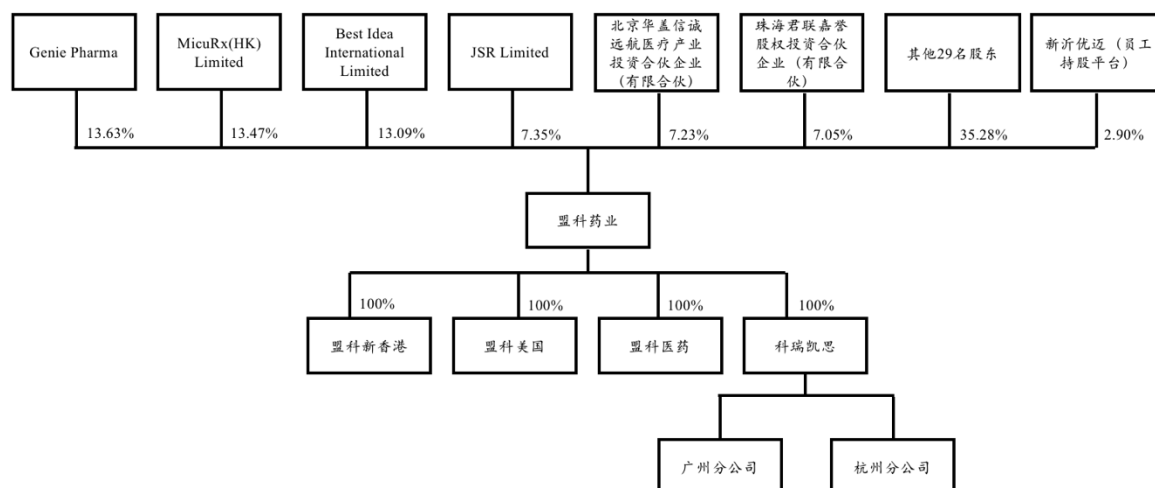 Genie Pharma
MicuRx(HK)
Limited
Best Idea
International
Limited
JSR Limited
北京华盖信诚
远航医疗产业
投资合伙企业
(有限合伙)
珠海君联嘉誉
股权投资合伙
企业（有限合
伙）
其他29名股东
新沂优迈（员工
持股平台）
13.63%
13.47%
13.09%
7.35%
7.23%
7.05%
35.28%
2.90%
盟科药业
100%
100%
100%
100%
盟科新香港
盟科美国
盟科医药
科瑞凯思
广州分公司
杭州分公司